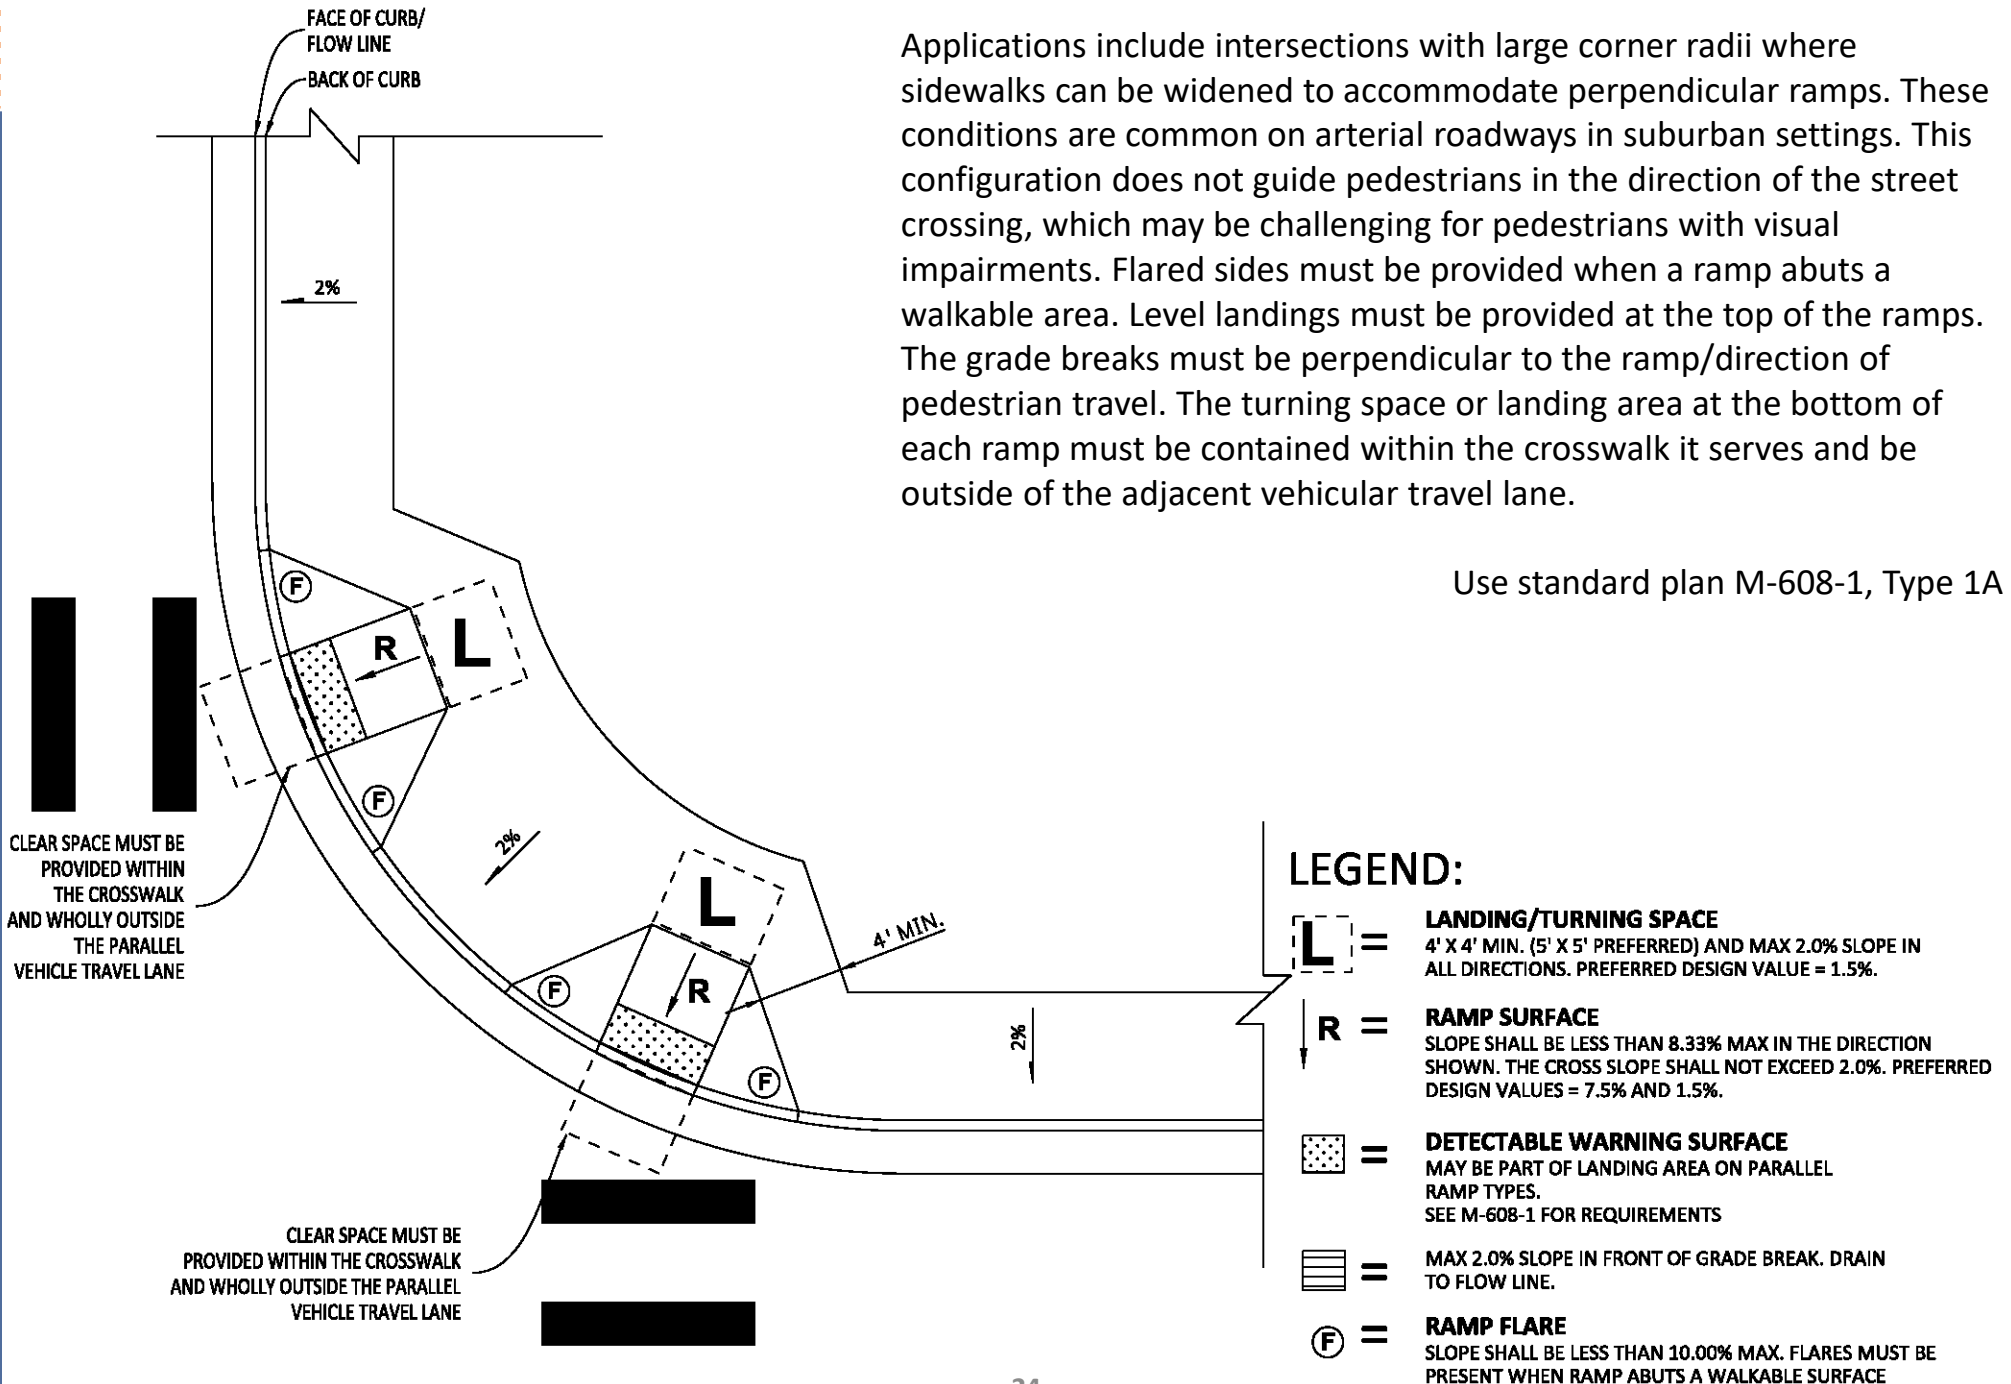 FACE OF CURB/
FLOW LINE
BACK OF CURB
Applications include intersections with large corner radii where
sidewalks can be widened to accommodate perpendicular ramps. These
conditions are common on arterial roadways in suburban settings. This
configuration does not guide pedestrians in the direction of the street
crossing, which may be challenging for pedestrians with visual
impairments. Flared sides must be provided when a ramp abuts a
walkable area. Level landings must be provided at the top of the ramps.
The grade breaks must be perpendicular to the ramp/direction of
pedestrian travel. The turning space or landing area at the bottom of
each ramp must be contained within the crosswalk it serves and be
outside of the adjacent vehicular travel lane.
Use standard plan M-608-1, Type 1A
2%
F
R
L
F
CLEAR SPACE MUST BE
PROVIDED WITHIN
THE CROSSWALK
AND WHOLLY OUTSIDE
THE PARALLEL
VEHICLE TRAVEL LANE
2%
L
4' MIN.
F
R
F
2%
CLEAR SPACE MUST BE
PROVIDED WITHIN THE CROSSWALK
AND WHOLLY OUTSIDE THE PARALLEL
VEHICLE TRAVEL LANE
LEGEND:
L = LANDING/TURNING SPACE
4' X 4' MIN. (5' X 5' PREFERRED) AND MAX 2.0% SLOPE IN
ALL DIRECTIONS. PREFERRED DESIGN VALUE = 1.5%.
R = RAMP SURFACE
SLOPE SHALL BE LESS THAN 8.33% MAX IN THE DIRECTION
SHOWN. THE CROSS SLOPE SHALL NOT EXCEED 2.0%. PREFERRED
DESIGN VALUES = 7.5% AND 1.5%.
= DETECTABLE WARNING SURFACE
MAY BE PART OF LANDING AREA ON PARALLEL
RAMP TYPES.
SEE M-608-1 FOR REQUIREMENTS
= MAX 2.0% SLOPE IN FRONT OF GRADE BREAK. DRAIN
TO FLOW LINE.
F = RAMP FLARE
SLOPE SHALL BE LESS THAN 10.00% MAX. FLARES MUST BE
PRESENT WHEN RAMP ABUTS A WALKABLE SURFACE